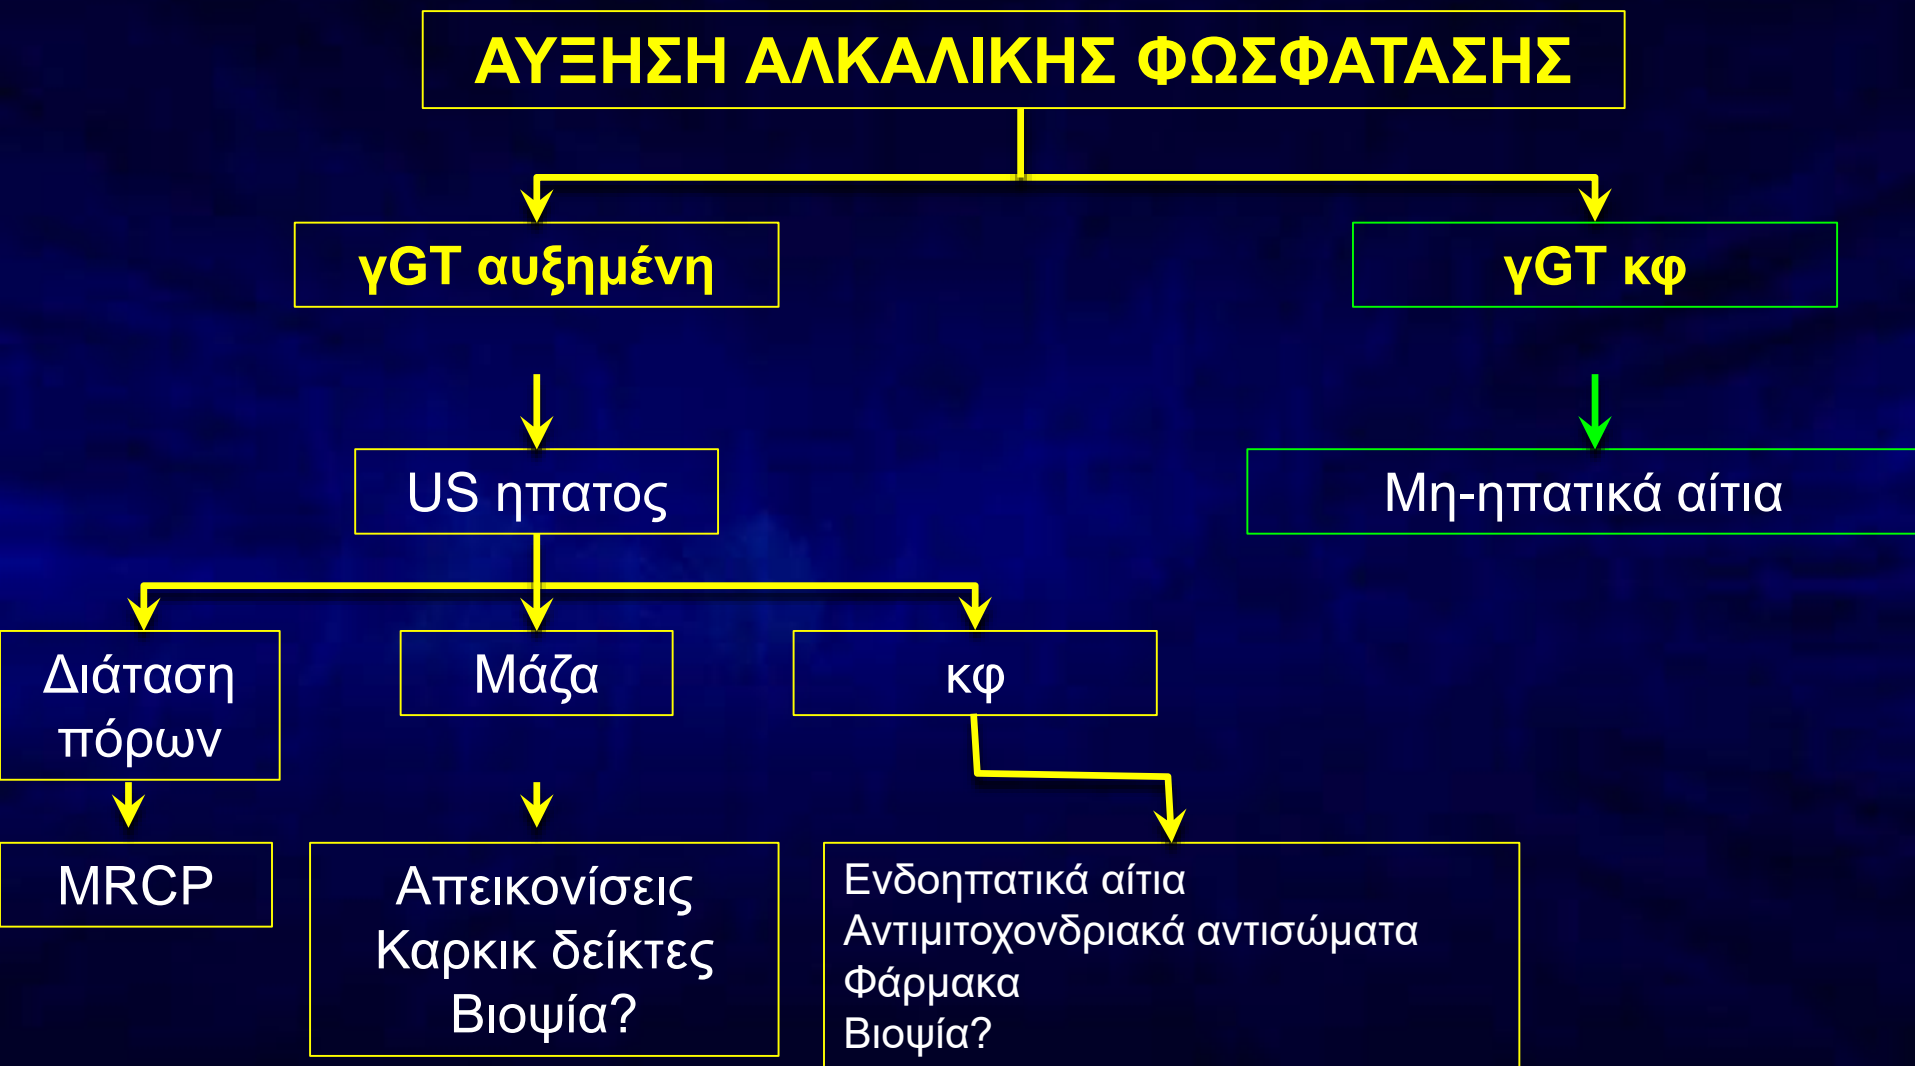 ΑΥΞΗΣΗ ΑΛΚΑΛΙΚΗΣ ΦΩΣΦΑΤΑΣΗΣ
γGT αυξημένη
γGT κφ
US ηπατος
Μη-ηπατικά αίτια
Διάταση
πόρων
Μάζα
κφ
MRCP
Απεικονίσεις
Καρκικ δείκτες
Βιοψία?
Ενδοηπατικά αίτια
Αντιμιτοχονδριακά αντισώματα
Φάρμακα
Βιοψία?